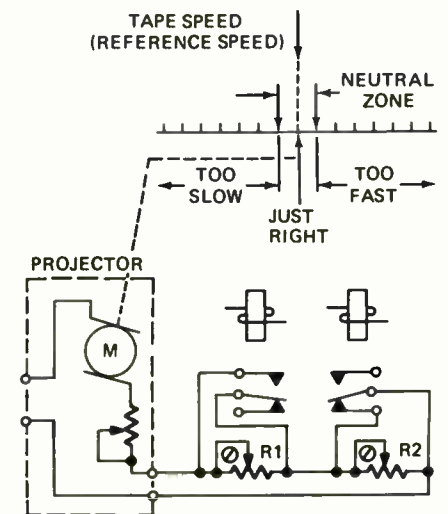 TAPE SPEED
(REFERENCE SPEED)
NEUTRAL
ZONE
TOO
SLOW
TOO
FAST
JUST
RIGHT
PROJECTOR
M
R1
R2